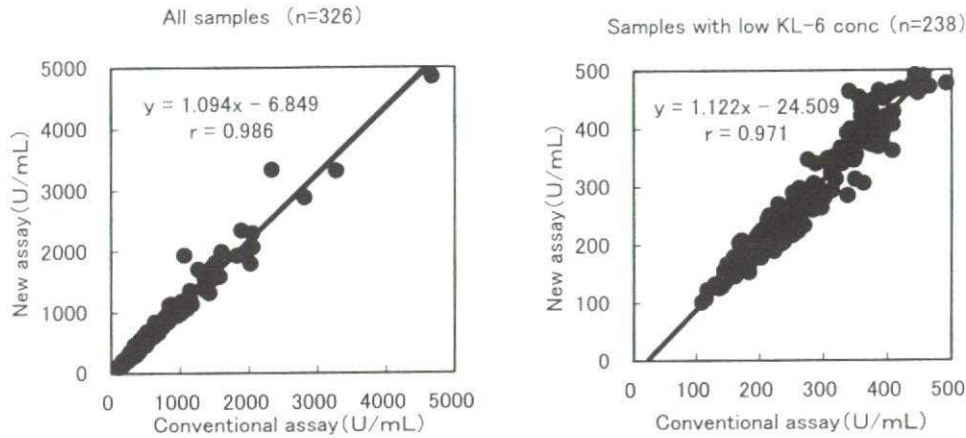 All samples (n=326)
5000
4000
3000
2000
1000
0
New assay(U/mL)
y = 1.094x − 6.849
r = 0.986
0 1000 2000 3000 4000 5000
Conventional assay(U/mL)
Samples with low KL-6 conc (n=238)
500
400
300
200
100
0
New assay(U/mL)
y = 1.122x − 24.509
r = 0.971
0 100 200 300 400 500
Conventional assay(U/mL)